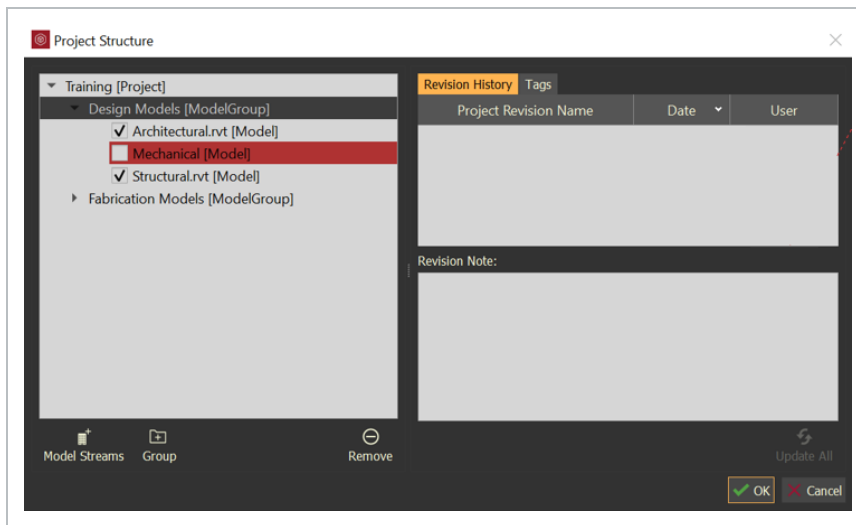 Project Structure
Training [Project]
Design Models [ModelGroup]
Architectural.rvt [Model]
Mechanical [Model]
Structural.rvt [Model]
Fabrication Models [ModelGroup]
Model Streams Group Remove
Revision History Tags
Project Revision Name Date User
Revision Note:
Update All
OK Cancel